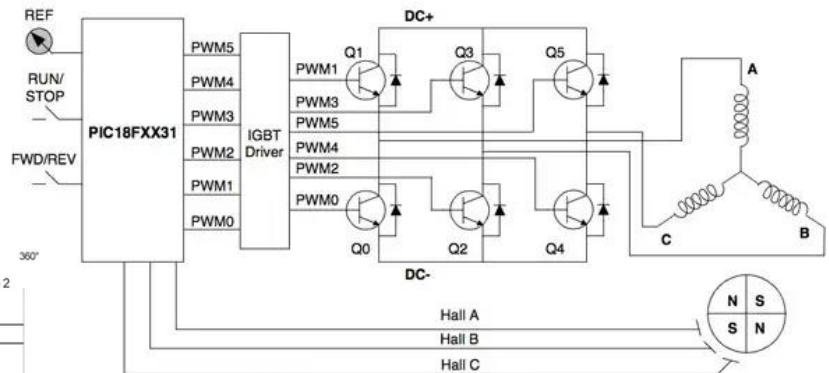 REF
DC+
RUN/
STOP
PIC18FXX31
FWD/REV
PWM5
PWM4
PWM3
PWM2
PWM1
PWM0
IGBT
Driver
PWM1
PWM3
PWM5
PWM4
PWM2
PWM0
Q1
Q3
Q5
Q0
Q2
Q4
DC-
A
C
B
360°
2
Hall A
Hall B
Hall C
N S
S N